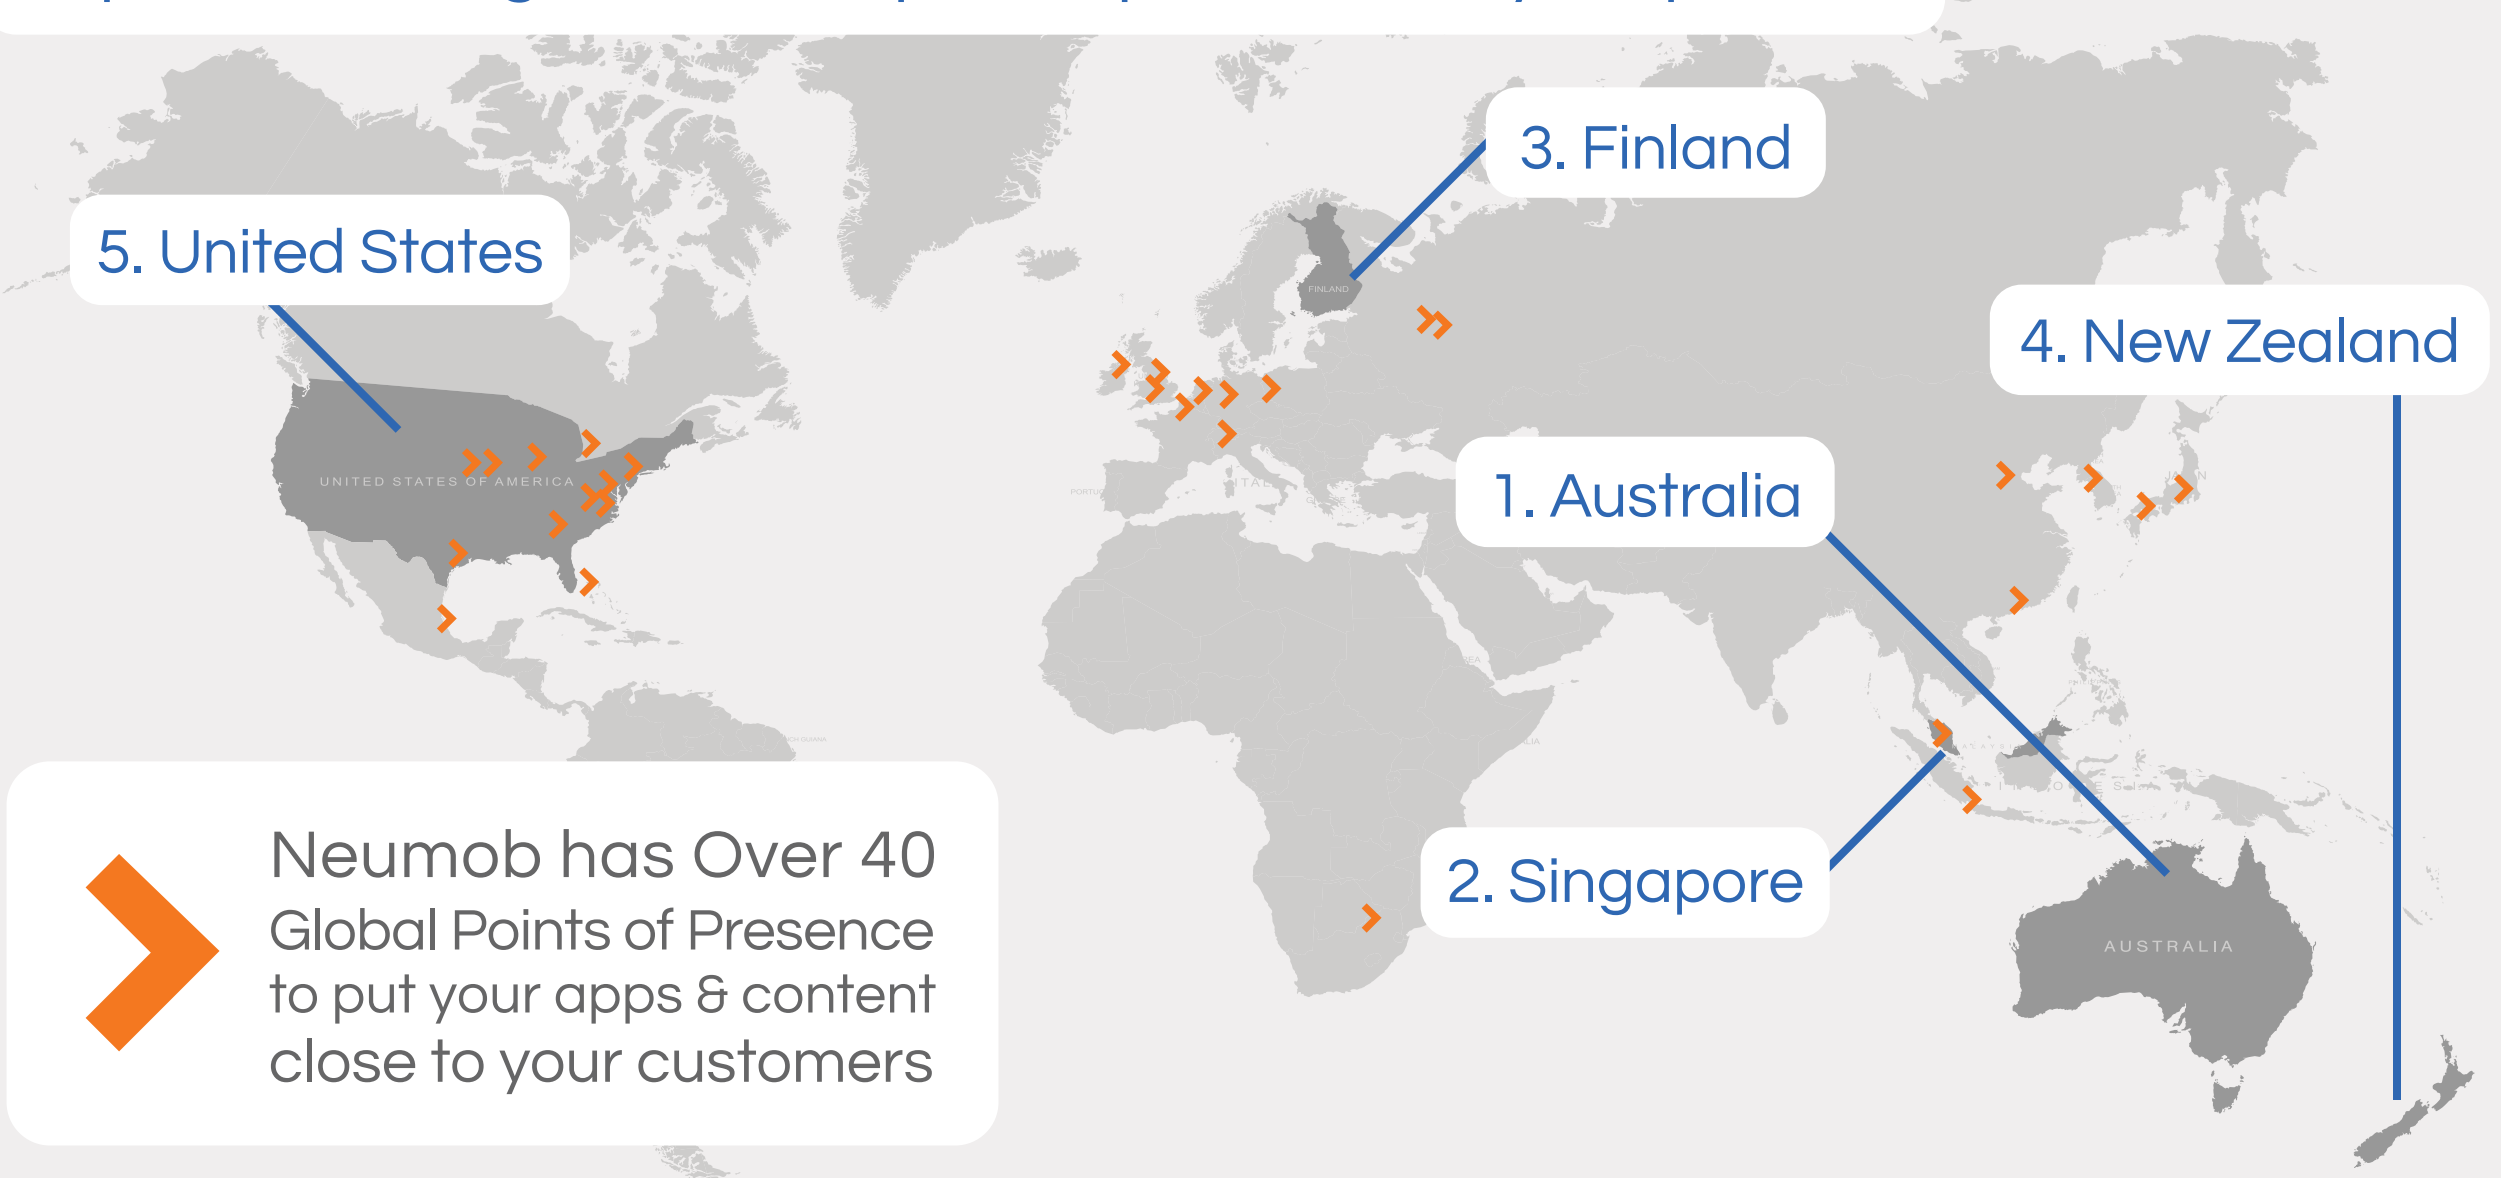 3. Finland
5. United States
FINLAND
4. New Zealand
UNITED STATES OF AMERICA
1. Australia
2. Singapore
AUSTRALIA
Neumob has Over 40
Global Points of Presence
to put your apps & content
close to your customers